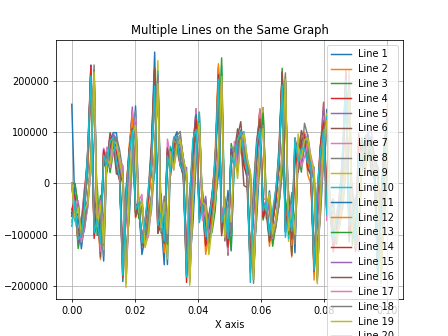 Multiple Lines on the Same Graph
200000
100000
0
−100000
−200000
0.00
0.02
0.04
0.06
X axis
Line 1
Line 2
Line 3
Line 4
Line 5
Line 6
Line 7
Line 8
Line 9
Line 10
Line 11
Line 12
Line 13
Line 14
Line 15
Line 16
Line 17
Line 18
Line 19
Line 20